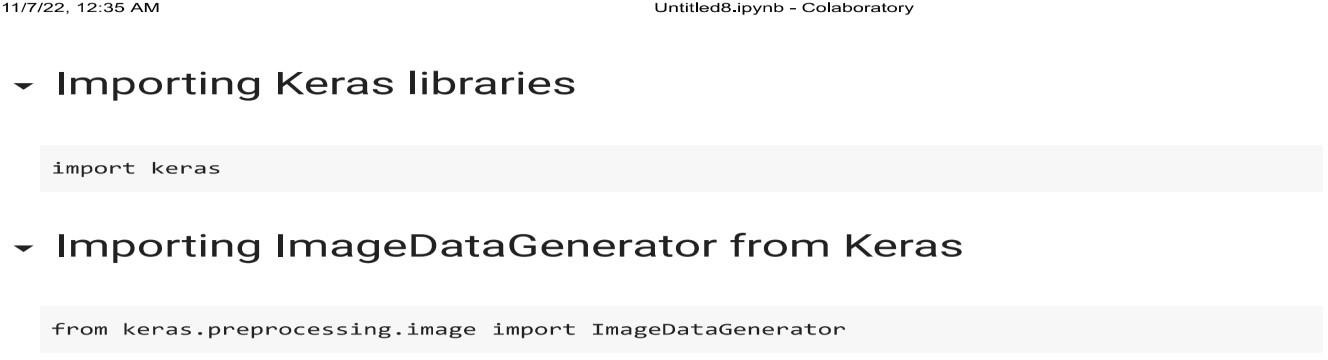 11/7/22, 12:35 AM Untitled8.ipynb - Colaboratory
Importing Keras libraries
import keras
Importing ImageDataGenerator from Keras
from keras.preprocessing.image import ImageDataGenerator